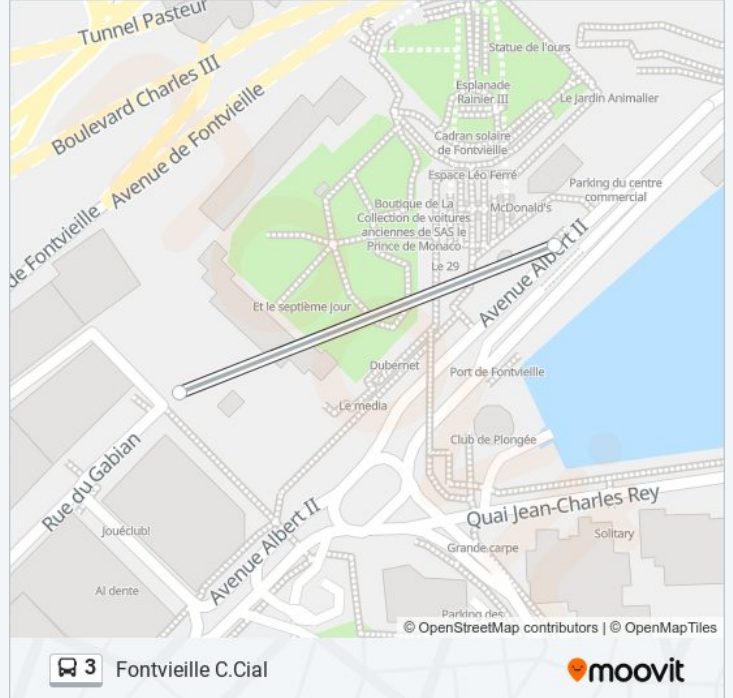 Tunnel Pasteur
Boulevard Charles III
Avenue de Fontvieille
de Fontvieille
Statue de l'ours
Esplanade
Rainier III
Le Jardin Animalier
Cadran solaire
de Fontvieille
Espace Léo Ferré
Parking du centre
commercial
McDonald's
Boutique de La
Collection de voitures
anciennes de SAS le
Prince de Monaco
Le 29
Avenue Albert II
Et le septième jour
Dubernet
Port de Fontvieille
Le media
Club de Plongée
Rue du Gabian
Jouéclub!
Avenue Albert II
Quai Jean-Charles Rey
Solitary
Grande carpe
Al dente
Parking des
© OpenStreetMap contributors | © OpenMapTiles
3 Fontvieille C.Cial
moovit